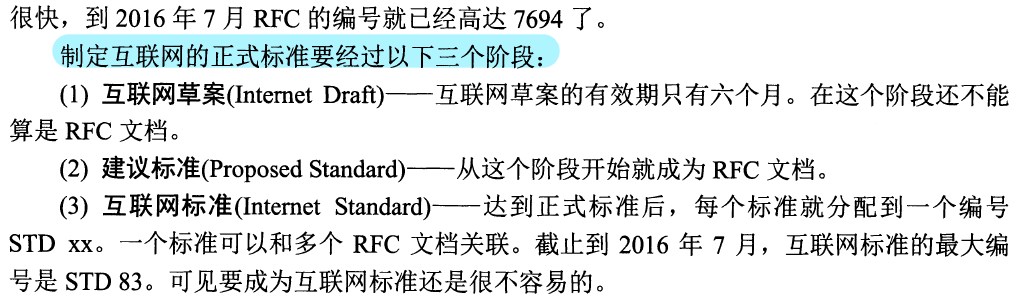 很快，到 2016 年 7 月 RFC 的编号就已经高达 7694 了。
制定互联网的正式标准要经过以下三个阶段：
(1) 互联网草案(Internet Draft)——互联网草案的有效期只有六个月。在这个阶段还不能
算是 RFC 文档。
(2) 建议标准(Proposed Standard)——从这个阶段开始就成为 RFC 文档。
(3) 互联网标准(Internet Standard)——达到正式标准后，每个标准就分配到一个编号
STD xx。一个标准可以和多个 RFC 文档关联。截止到 2016 年 7 月，互联网标准的最大编
号是 STD 83。可见要成为互联网标准还是很不容易的。